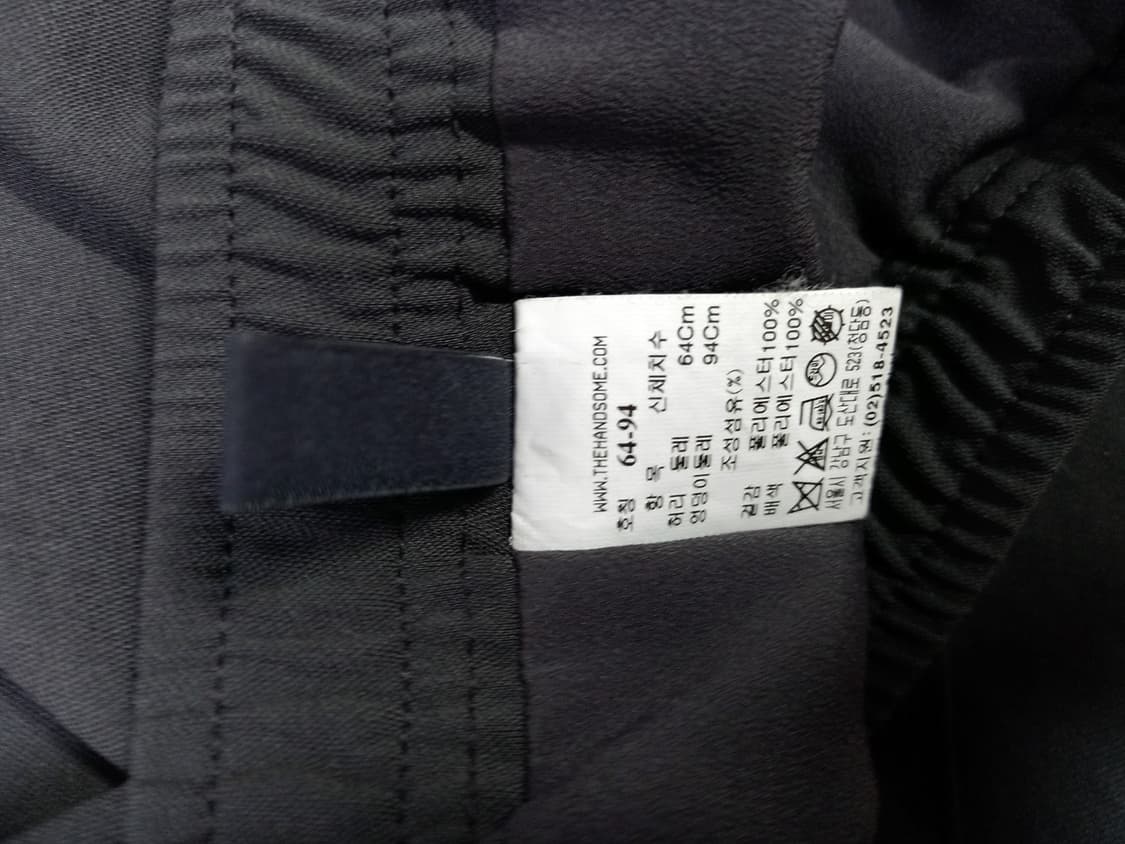 WWW.THEHANDSOME.COM
호칭 64-94
항 목 신체치수
허리 둘레 64Cm
엉덩이둘레 94Cm
조성섬유(%)
겉감 폴리에스터100%
배색 폴리에스터100%
서울시 강남구 도산대로 523(청담동)
고객지원:(02)518-4523